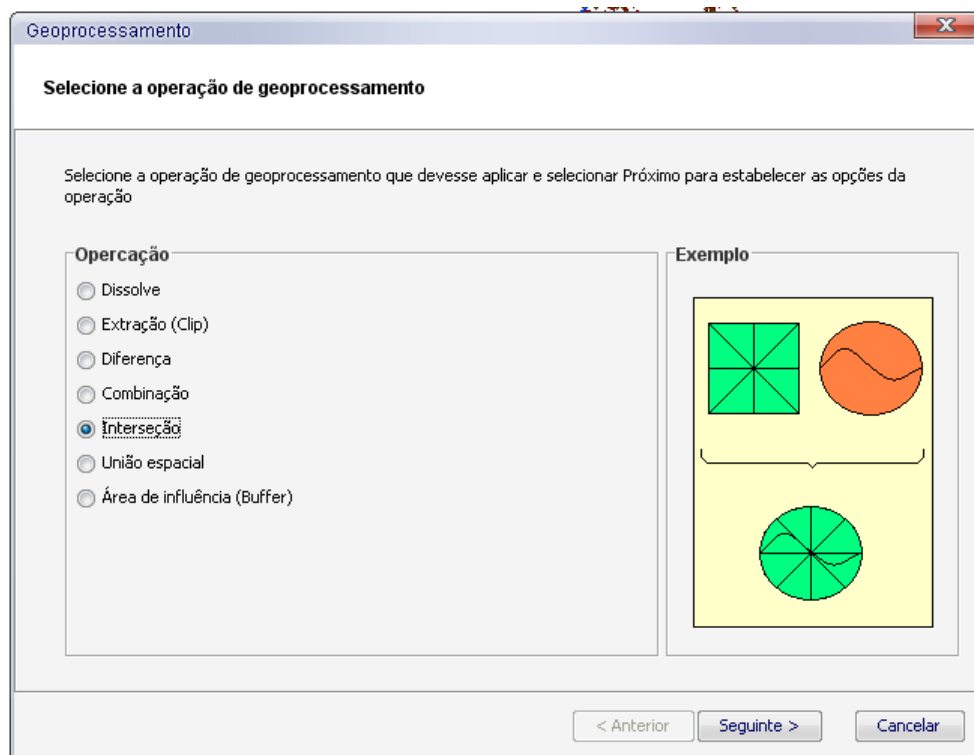 Geoprocessamento
Selecione a operação de geoprocessamento
Selecione a operação de geoprocessamento que devesse aplicar e selecionar Próximo para estabelecer as opções da
operação
Opercação
Dissolve
Extração (Clip)
Diferença
Combinação
Interseção
União espacial
Área de influência (Buffer)
Exemplo
< Anterior
Seguinte >
Cancelar